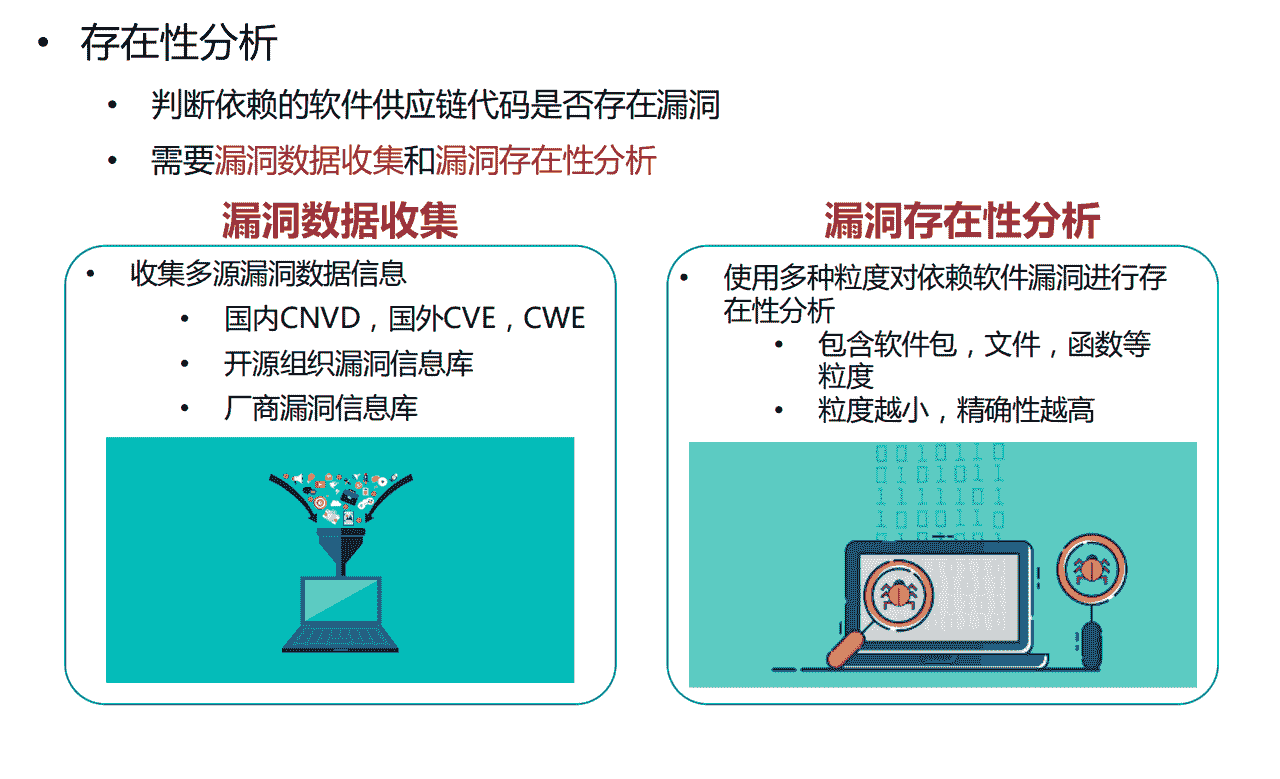 • 存在性分析
• 判断依赖的软件供应链代码是否存在漏洞
• 需要漏洞数据收集和漏洞存在性分析
漏洞数据收集
• 收集多源漏洞数据信息
• 国内CNVD，国外CVE，CWE
• 开源组织漏洞信息库
• 厂商漏洞信息库
漏洞存在性分析
• 使用多种粒度对依赖软件漏洞进行存
在性分析
• 包含软件包，文件，函数等
粒度
• 粒度越小，精确性越高
0010110
0101011
1111101
1000110